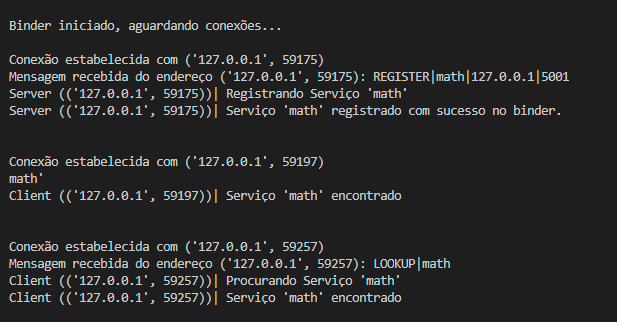 Binder iniciado, aguardando conexões...
Conexão estabelecida com ('127.0.0.1', 59175)
Mensagem recebida do endereço ('127.0.0.1', 59175): REGISTER|math|127.0.0.1|5001
Server (('127.0.0.1', 59175))| Registrando Serviço 'math'
Server (('127.0.0.1', 59175))| Serviço 'math' registrado com sucesso no binder.
Conexão estabelecida com ('127.0.0.1', 59197)
math'
Client (('127.0.0.1', 59197))| Serviço 'math' encontrado
Conexão estabelecida com ('127.0.0.1', 59257)
Mensagem recebida do endereço ('127.0.0.1', 59257): LOOKUP|math
Client (('127.0.0.1', 59257))| Procurando Serviço 'math'
Client (('127.0.0.1', 59257))| Serviço 'math' encontrado